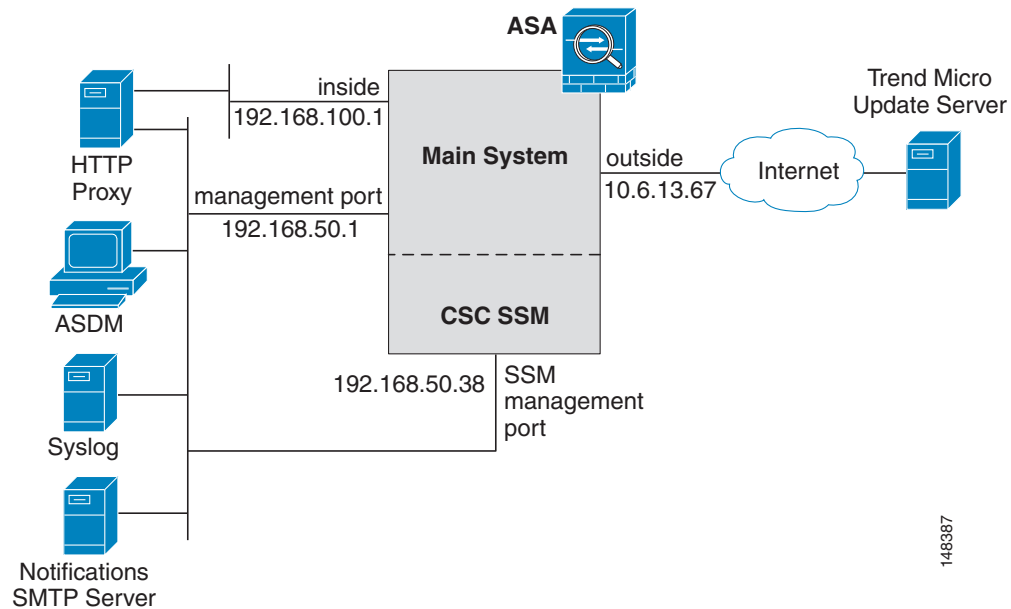 ASA
Trend Micro
Update Server
inside
192.168.100.1
HTTP
Proxy
Main System
outside
10.6.13.67
Internet
management port
192.168.50.1
ASDM
CSC SSM
192.168.50.38
SSM
management
port
Syslog
Notifications
SMTP Server
148387